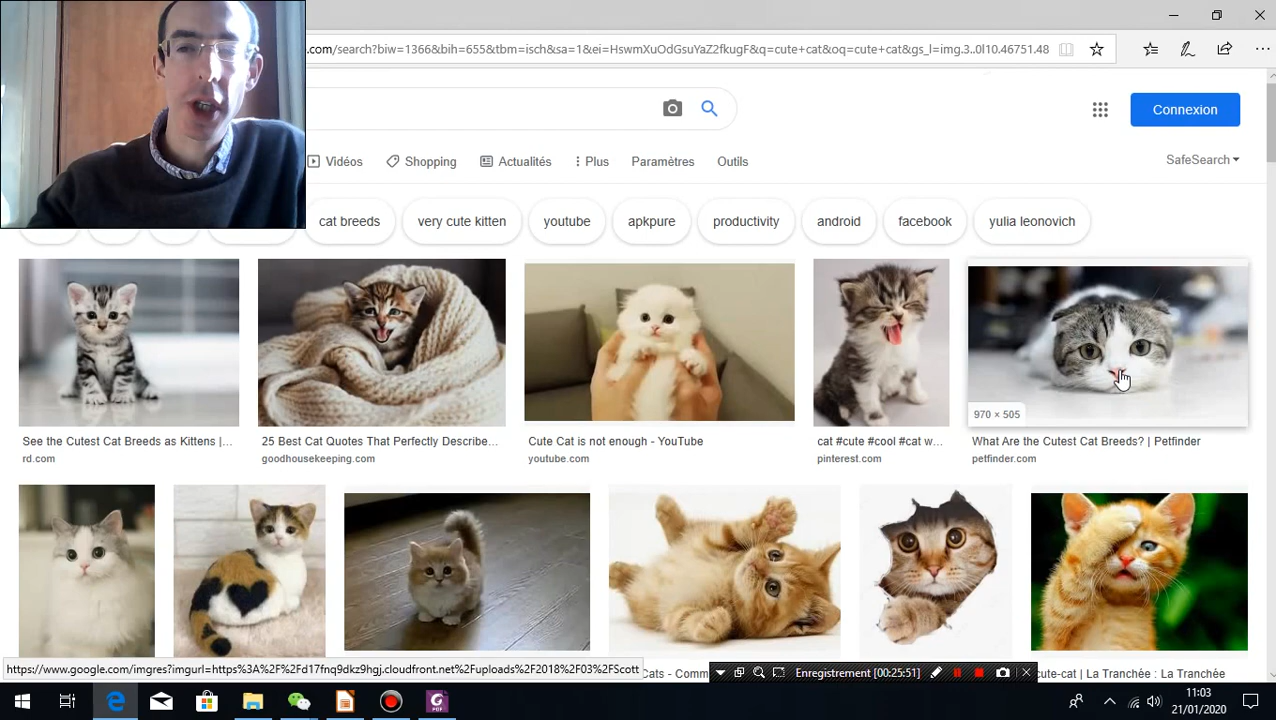 .com/search?biw=1366&bih=655&tbm=isch&sa=1&ei=HswmXuOdGsuYaZ2fkugF&q=cute+cat&oq=cute+cat&gs_l=img.3..0l10.46751.48
Connexion
Vidéos Shopping Actualités Plus Paramètres Outils SafeSearch
cat breeds very cute kitten youtube apkpure productivity android facebook yulia leonovich
970 × 505
See the Cutest Cat Breeds as Kittens |... 25 Best Cat Quotes That Perfectly Describe... Cute Cat is not enough - YouTube cat #cute #cool #cat w... What Are the Cutest Cat Breeds? | Petfinder
rd.com goodhousekeeping.com youtube.com pinterest.com petfinder.com
https://www.google.com/imgres?imgurl=https%3A%2F%2Fd17fnq9dkz9hgj.cloudfront.net%2Fuploads%2F2018%2F03%2FScott Cats - Comm Enregistrement [00:25:51] cute-cat | La Tranchée : La Tranchée
11:03
21/01/2020